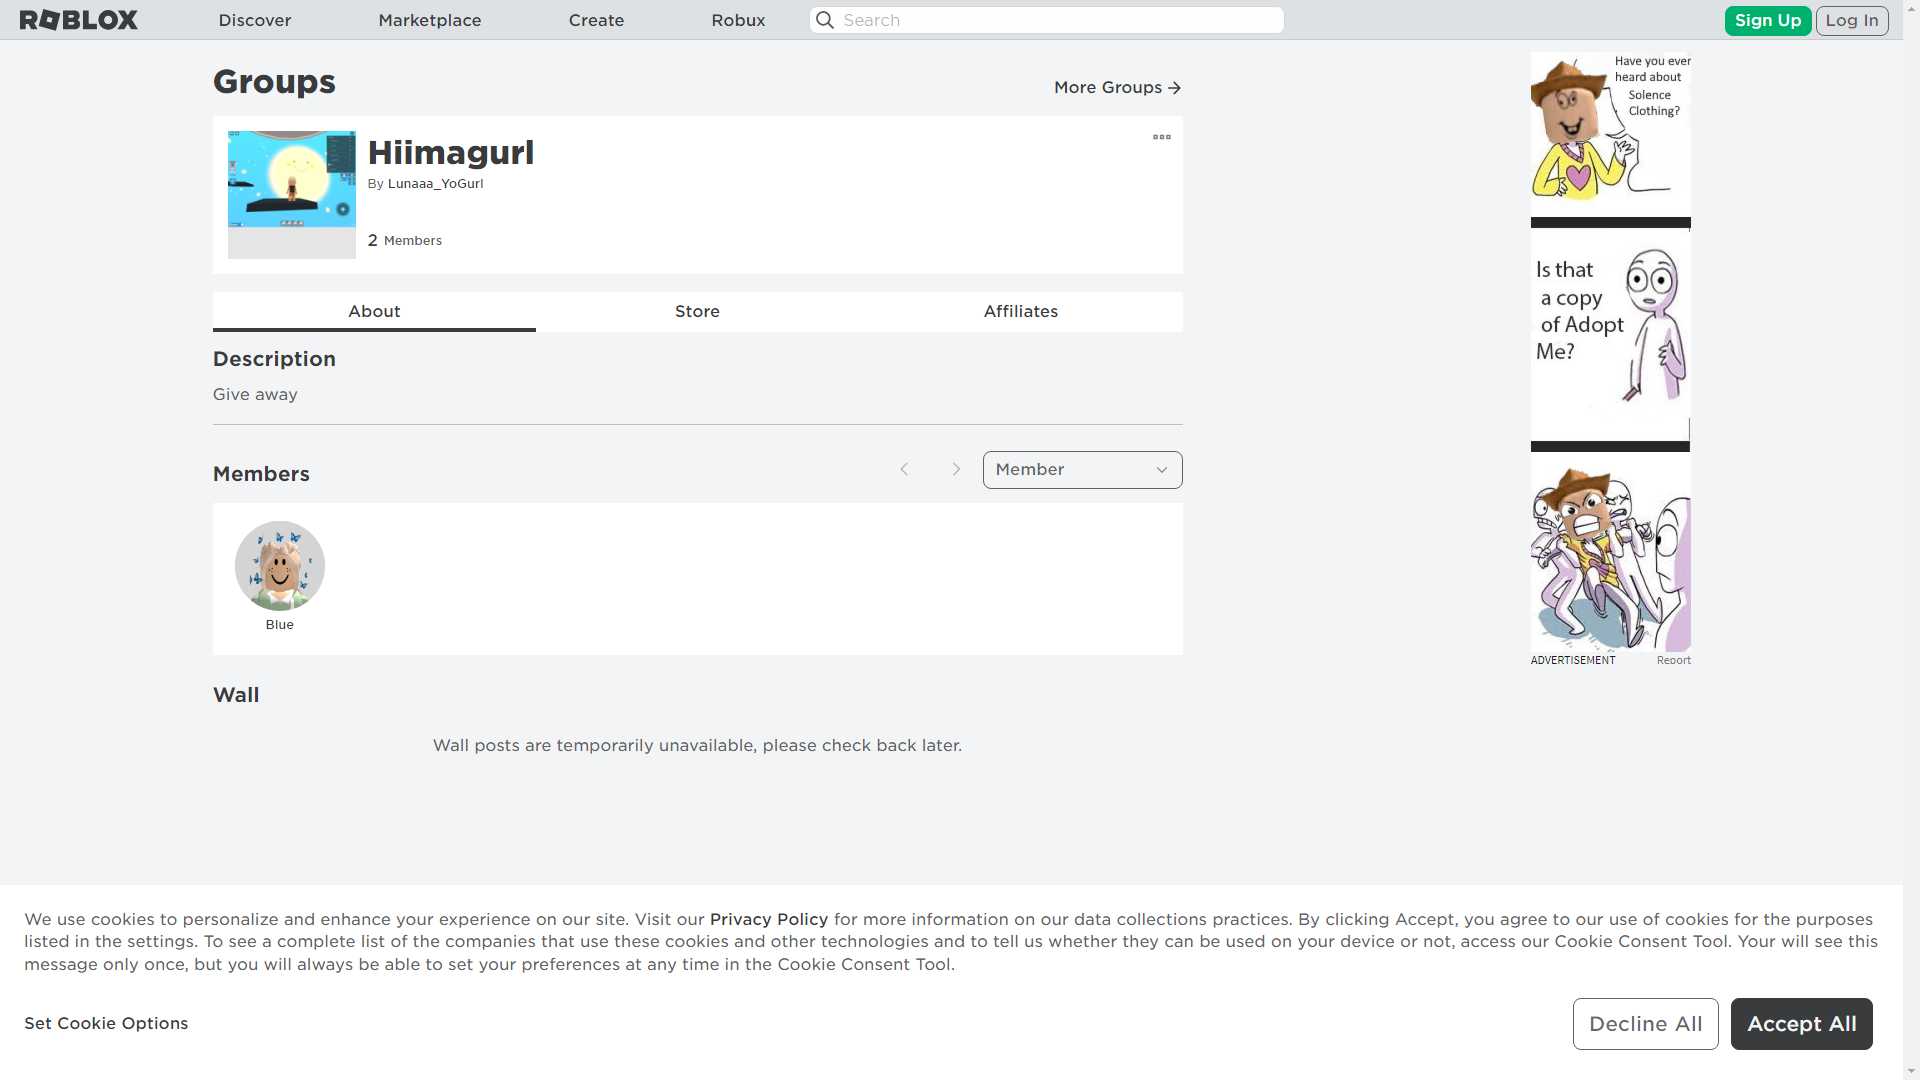 ROBLOX
Discover
Marketplace
Create
Robux
Search
Sign Up
Log In
Groups
More Groups
Hiimagurl
By Lunaaa_YoGurl
2 Members
About
Store
Affiliates
Description
Give away
Members
Member
Blue
Wall
Wall posts are temporarily unavailable, please check back later.
Have you ever
heard about
Solence
Clothing?
Is that
a copy
of Adopt
Me?
ADVERTISEMENT
Report
We use cookies to personalize and enhance your experience on our site. Visit our Privacy Policy for more information on our data collections practices. By clicking Accept, you agree to our use of cookies for the purposes
listed in the settings. To see a complete list of the companies that use these cookies and other technologies and to tell us whether they can be used on your device or not, access our Cookie Consent Tool. Your will see this
message only once, but you will always be able to set your preferences at any time in the Cookie Consent Tool.
Set Cookie Options
Decline All
Accept All